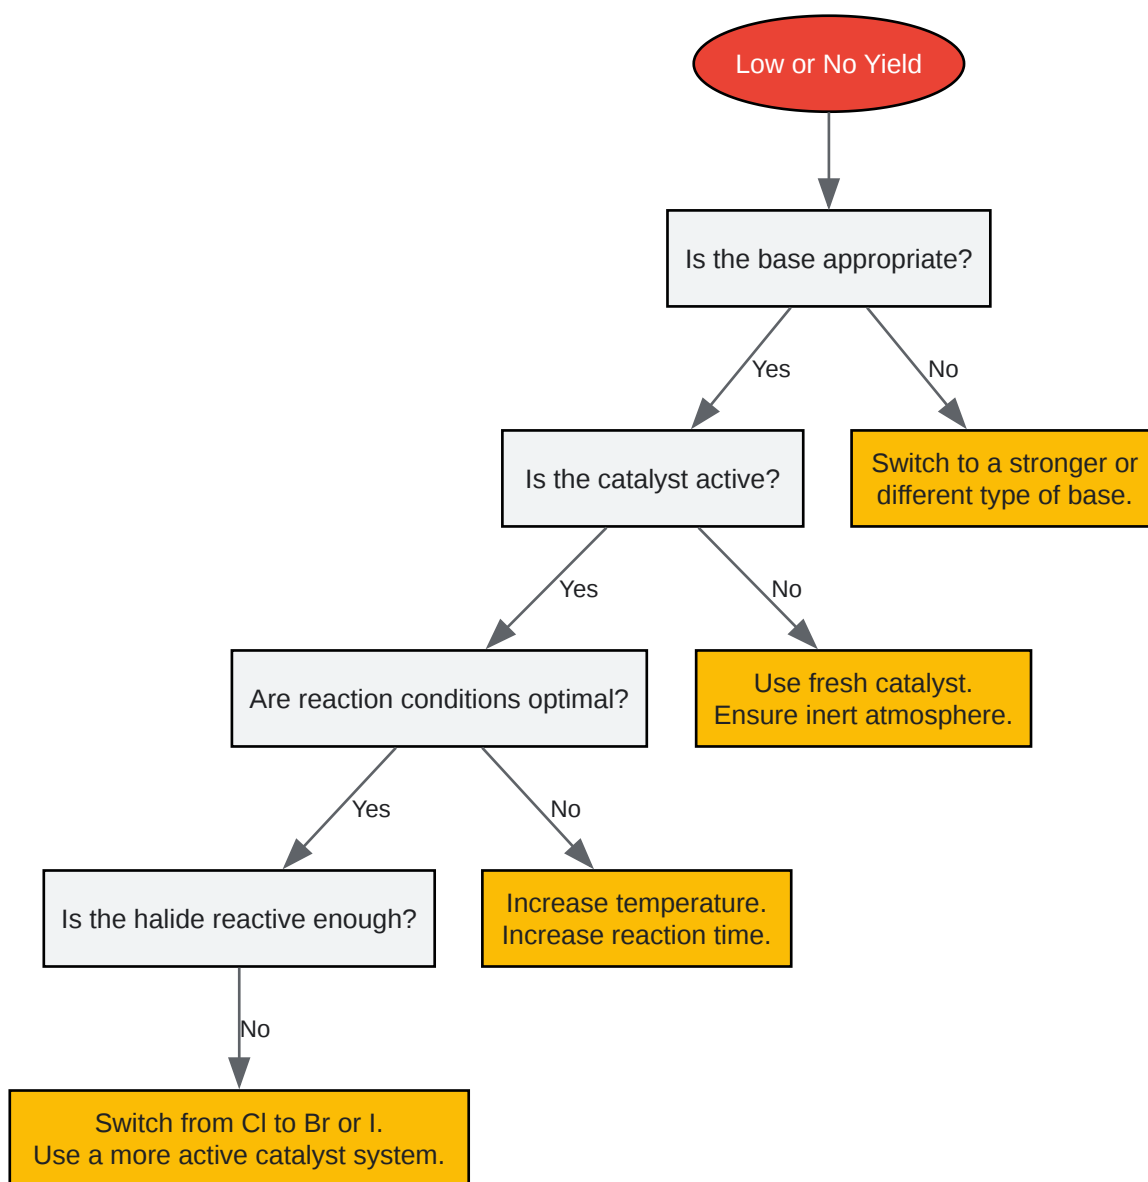 Low or No Yield
Is the base appropriate?
Yes
No
Is the catalyst active?
Switch to a stronger or
different type of base.
Yes
No
Are reaction conditions optimal?
Use fresh catalyst.
Ensure inert atmosphere.
Yes
No
Is the halide reactive enough?
Increase temperature.
Increase reaction time.
No
Switch from Cl to Br or I.
Use a more active catalyst system.